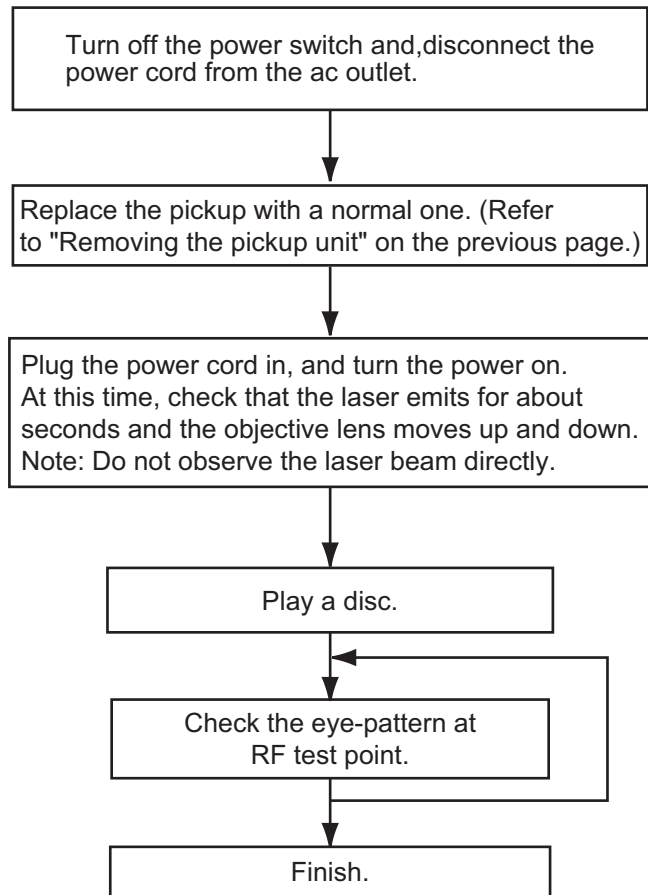 Turn off the power switch and,disconnect the
power cord from the ac outlet.
Replace the pickup with a normal one. (Refer
to "Removing the pickup unit" on the previous page.)
Plug the power cord in, and turn the power on.
At this time, check that the laser emits for about
seconds and the objective lens moves up and down.
Note: Do not observe the laser beam directly.
Play a disc.
Check the eye-pattern at
RF test point.
Finish.